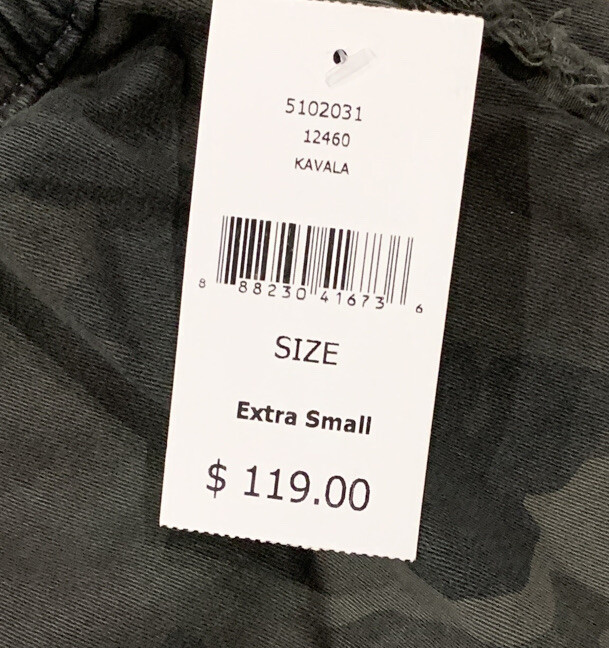 5102031
12460
KAVALA
8 88230 41673 6
SIZE
Extra Small
$ 119.00